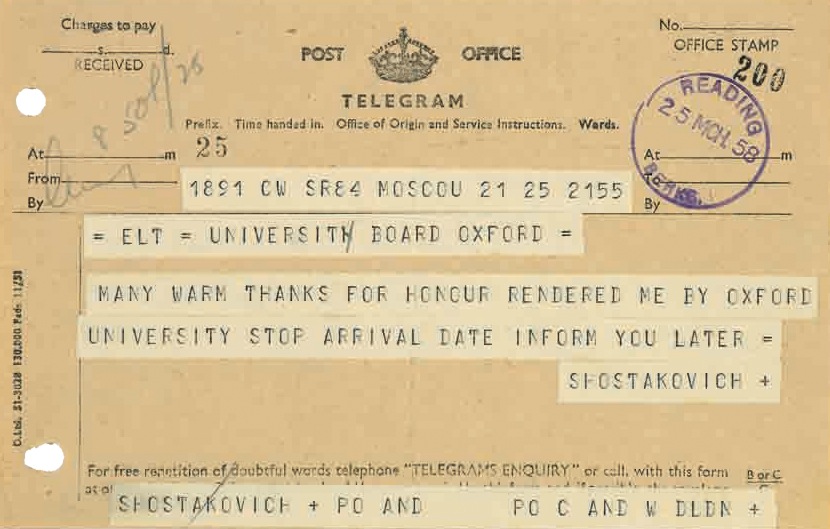 Charges to pay
s. d.
RECEIVED
POST OFFICE
TELEGRAM
No.
OFFICE STAMP
200
READING
25 MCH 58
BERKS.
Prefix. Time handed in. Office of Origin and Service Instructions. Words.
25
At m
From
By
At m
By
1891 CW SR84 MOSCOU 21 25 2155
= ELT = UNIVERSITH BOARD OXFORD =
MANY WARM THANKS FOR HONOUR RENDERED ME BY OXFORD
UNIVERSITY STOP ARRIVAL DATE INFORM YOU LATER =
SHOSTAKOVICH +
For free repetition of doubtful words telephone "TELEGRAMS ENQUIRY" or call, with this form
B or C
SHOSTAKOVICH + PO AND PO C AND W DLDN +